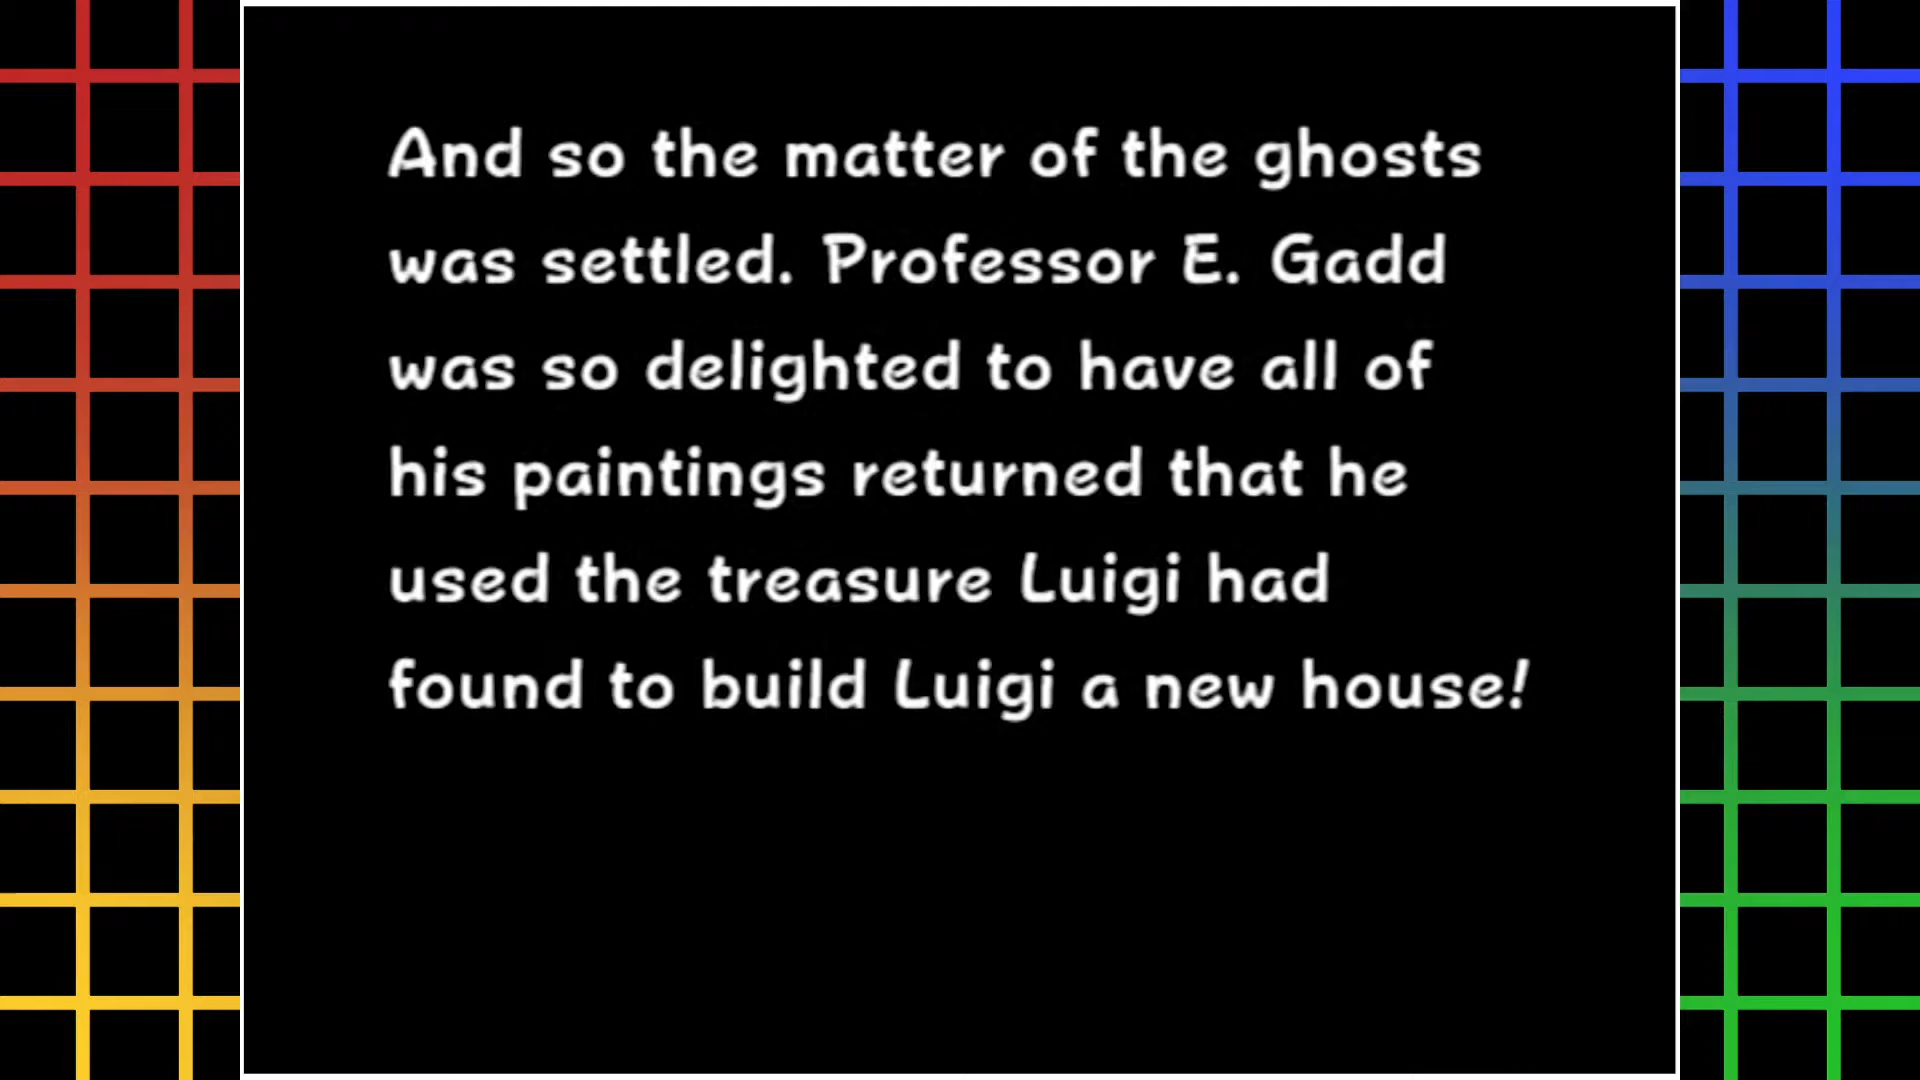 And so the matter of the ghosts
was settled. Professor E. Gadd
was so delighted to have all of
his paintings returned that he
used the treasure Luigi had
found to build Luigi a new house!